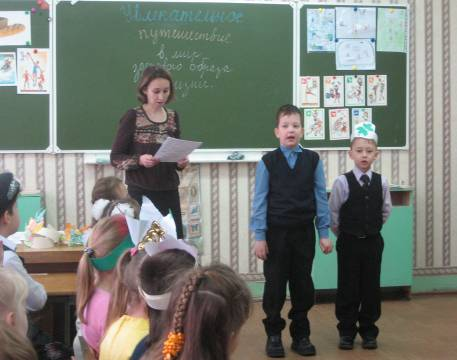 Увлекательное
путешествие
в мир
здорового образа
жизни.